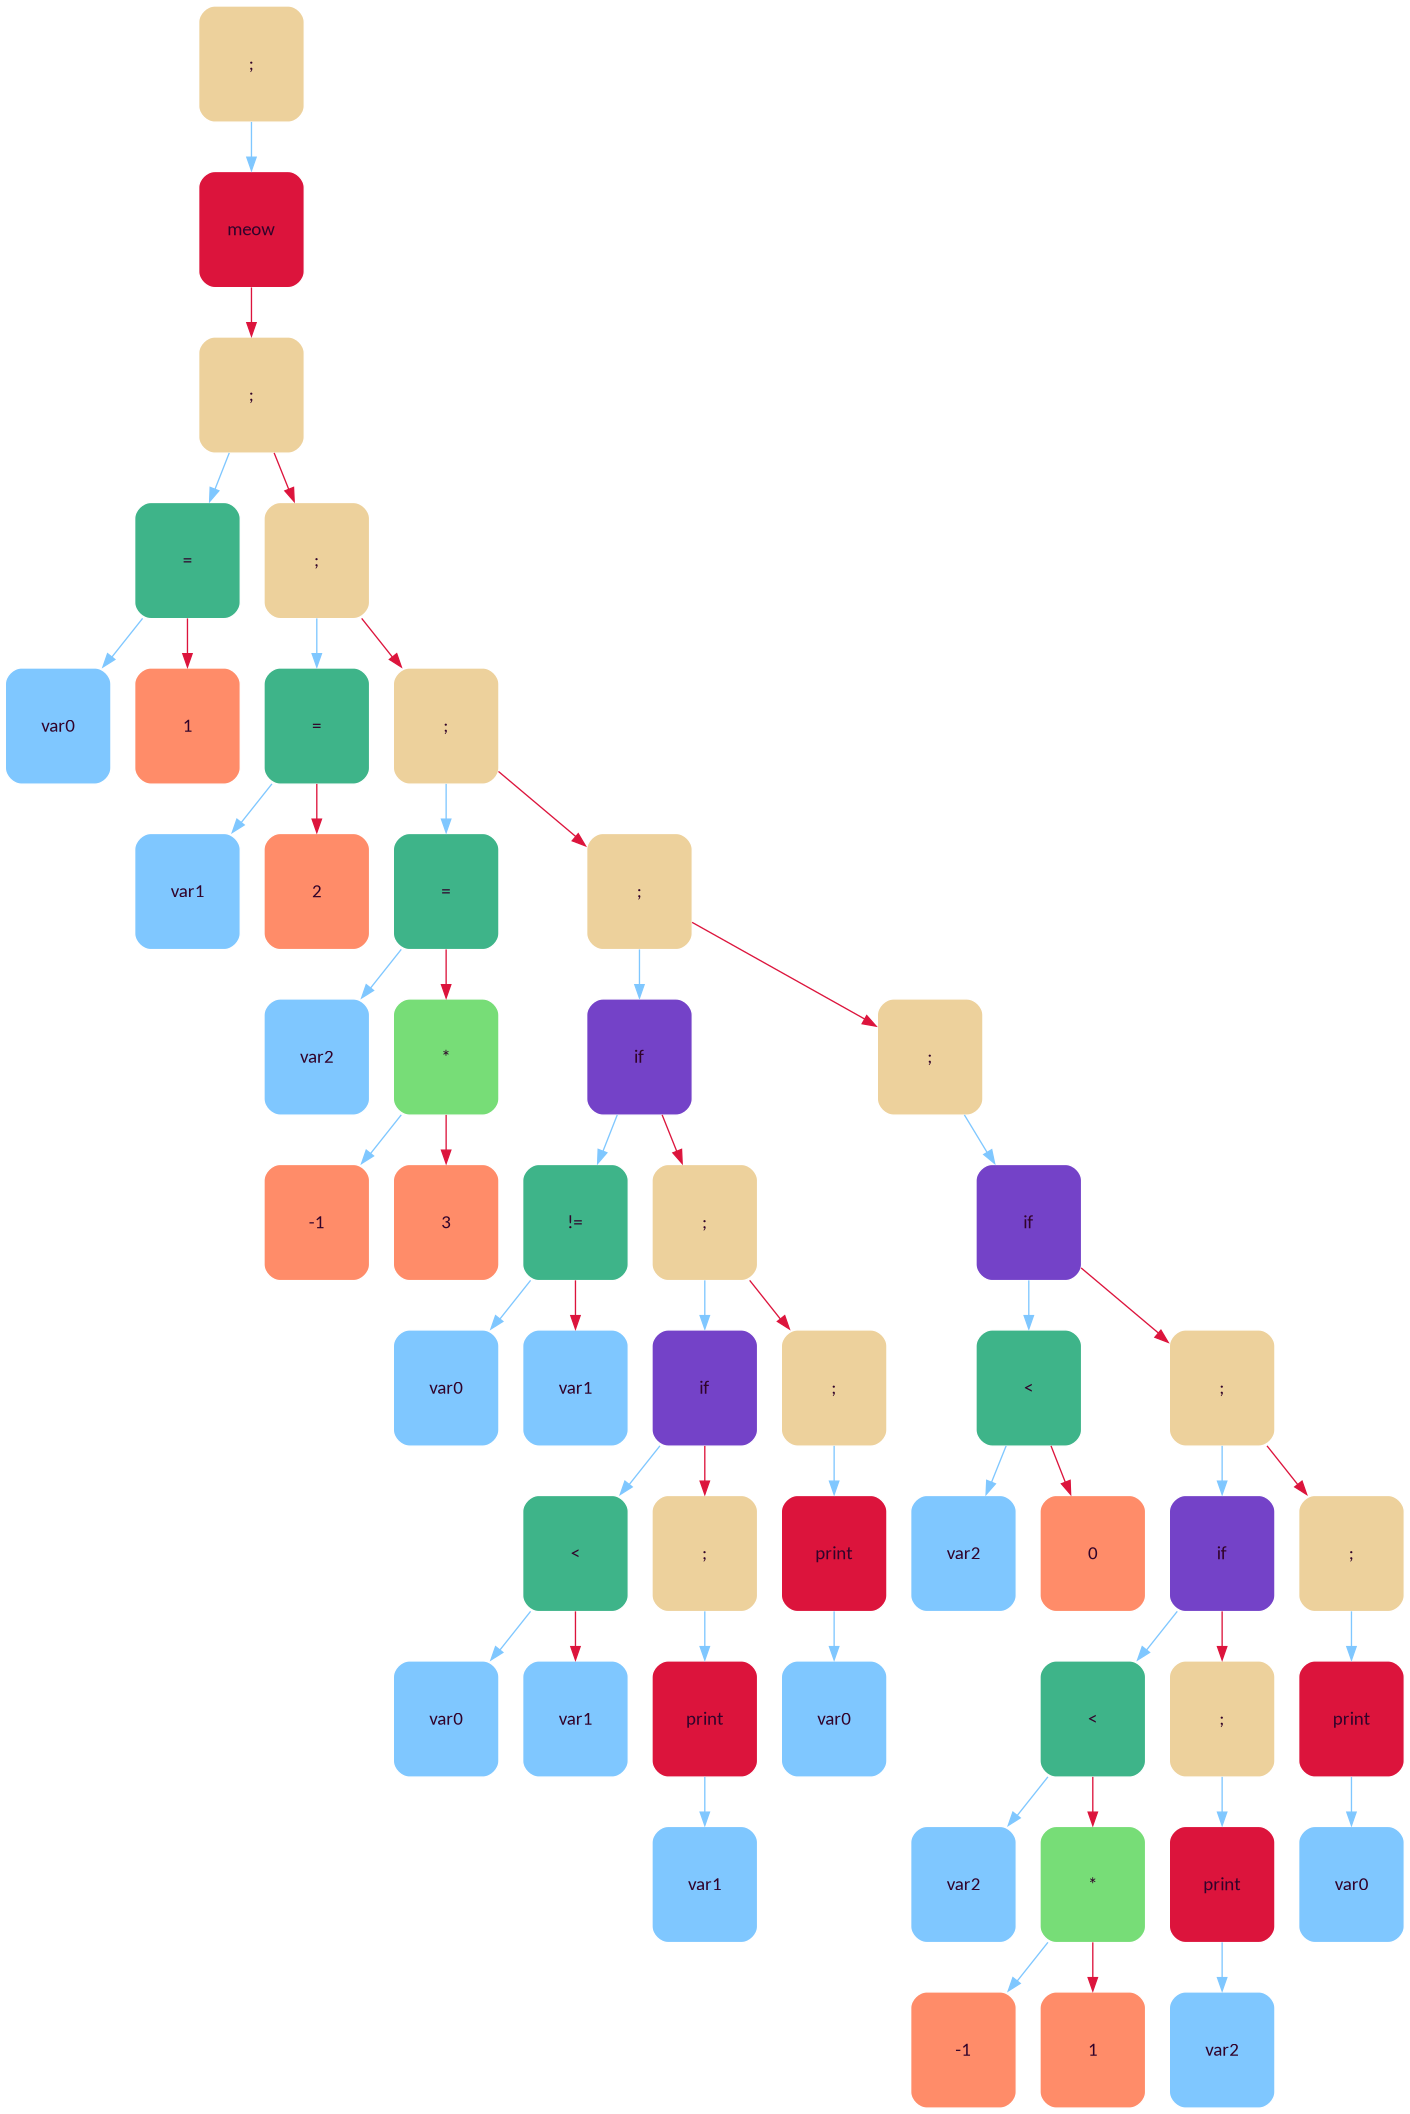 ;
meow
;
= ;
var0 1 = ;
var1 2 = ;
var2 * if ;
-1 3 != ; if
var0 var1 if ; < ;
< ; print var2 0 if ;
var0 var1 print var0 < ; print
var1 var2 * print var0
-1 1 var2